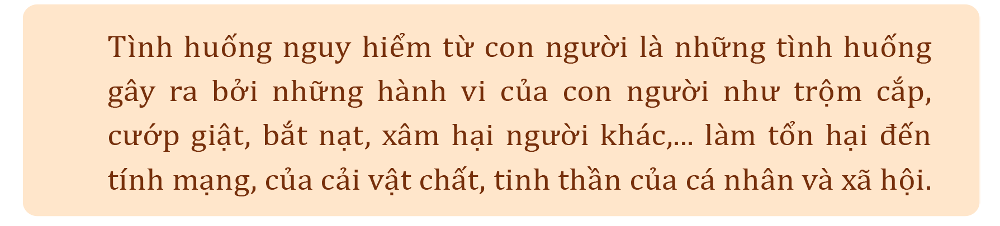 Tình huống nguy hiểm từ con người là những tình huống
gây ra bởi những hành vi của con người như trộm cắp,
cướp giật, bắt nạt, xâm hại người khác,... làm tổn hại đến
tính mạng, của cải vật chất, tinh thần của cá nhân và xã hội.